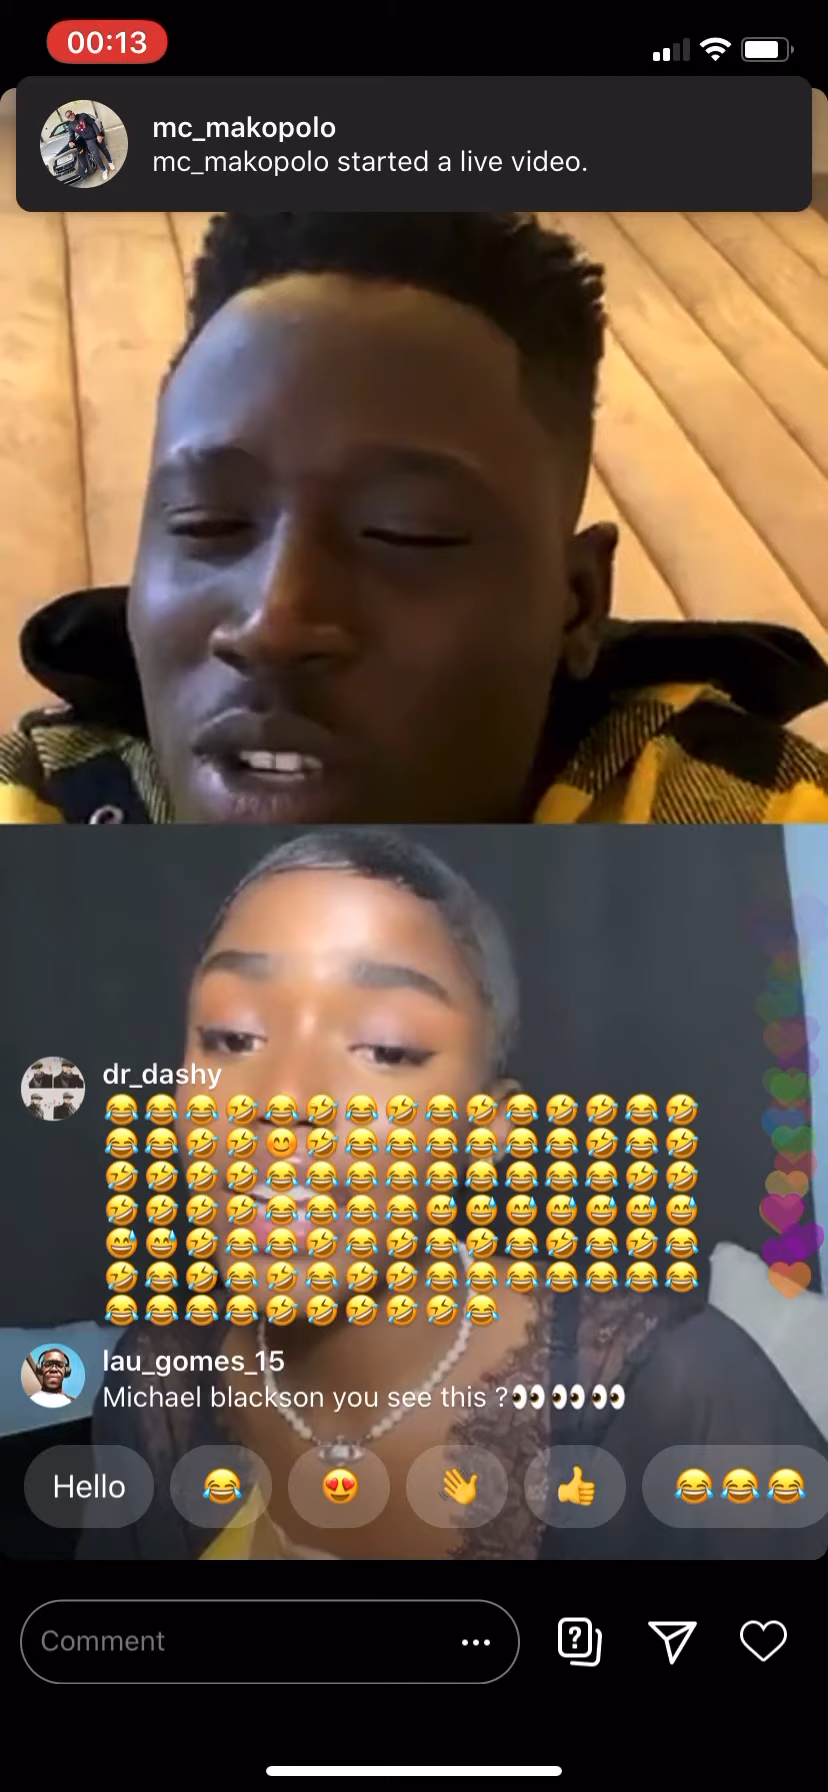 00:13
mc_makopolo
mc_makopolo started a live video.
dr_dashy
😂😂😂🤣😂🤣😂🤣😂🤣😂🤣🤣😂🤣
😂😂🤣🤣😊🤣😂😂😂😂😂😂🤣😂🤣
🤣🤣🤣🤣😂😂😂😂😂😂😂😂😂🤣🤣
🤣🤣🤣🤣😂😂😂😂😅😅😅😅😅😅😅
😅😅🤣😂😂🤣😂🤣😂🤣😂🤣😂🤣😂
🤣😂🤣😂🤣😂🤣🤣😂😂😂😂😂😂😂
😂😂😂😂🤣🤣🤣🤣🤣😂
lau_gomes_15
Michael blackson you see this ?👀👀👀
Hello 😂 😍 👋 👍 😂😂😂
Comment